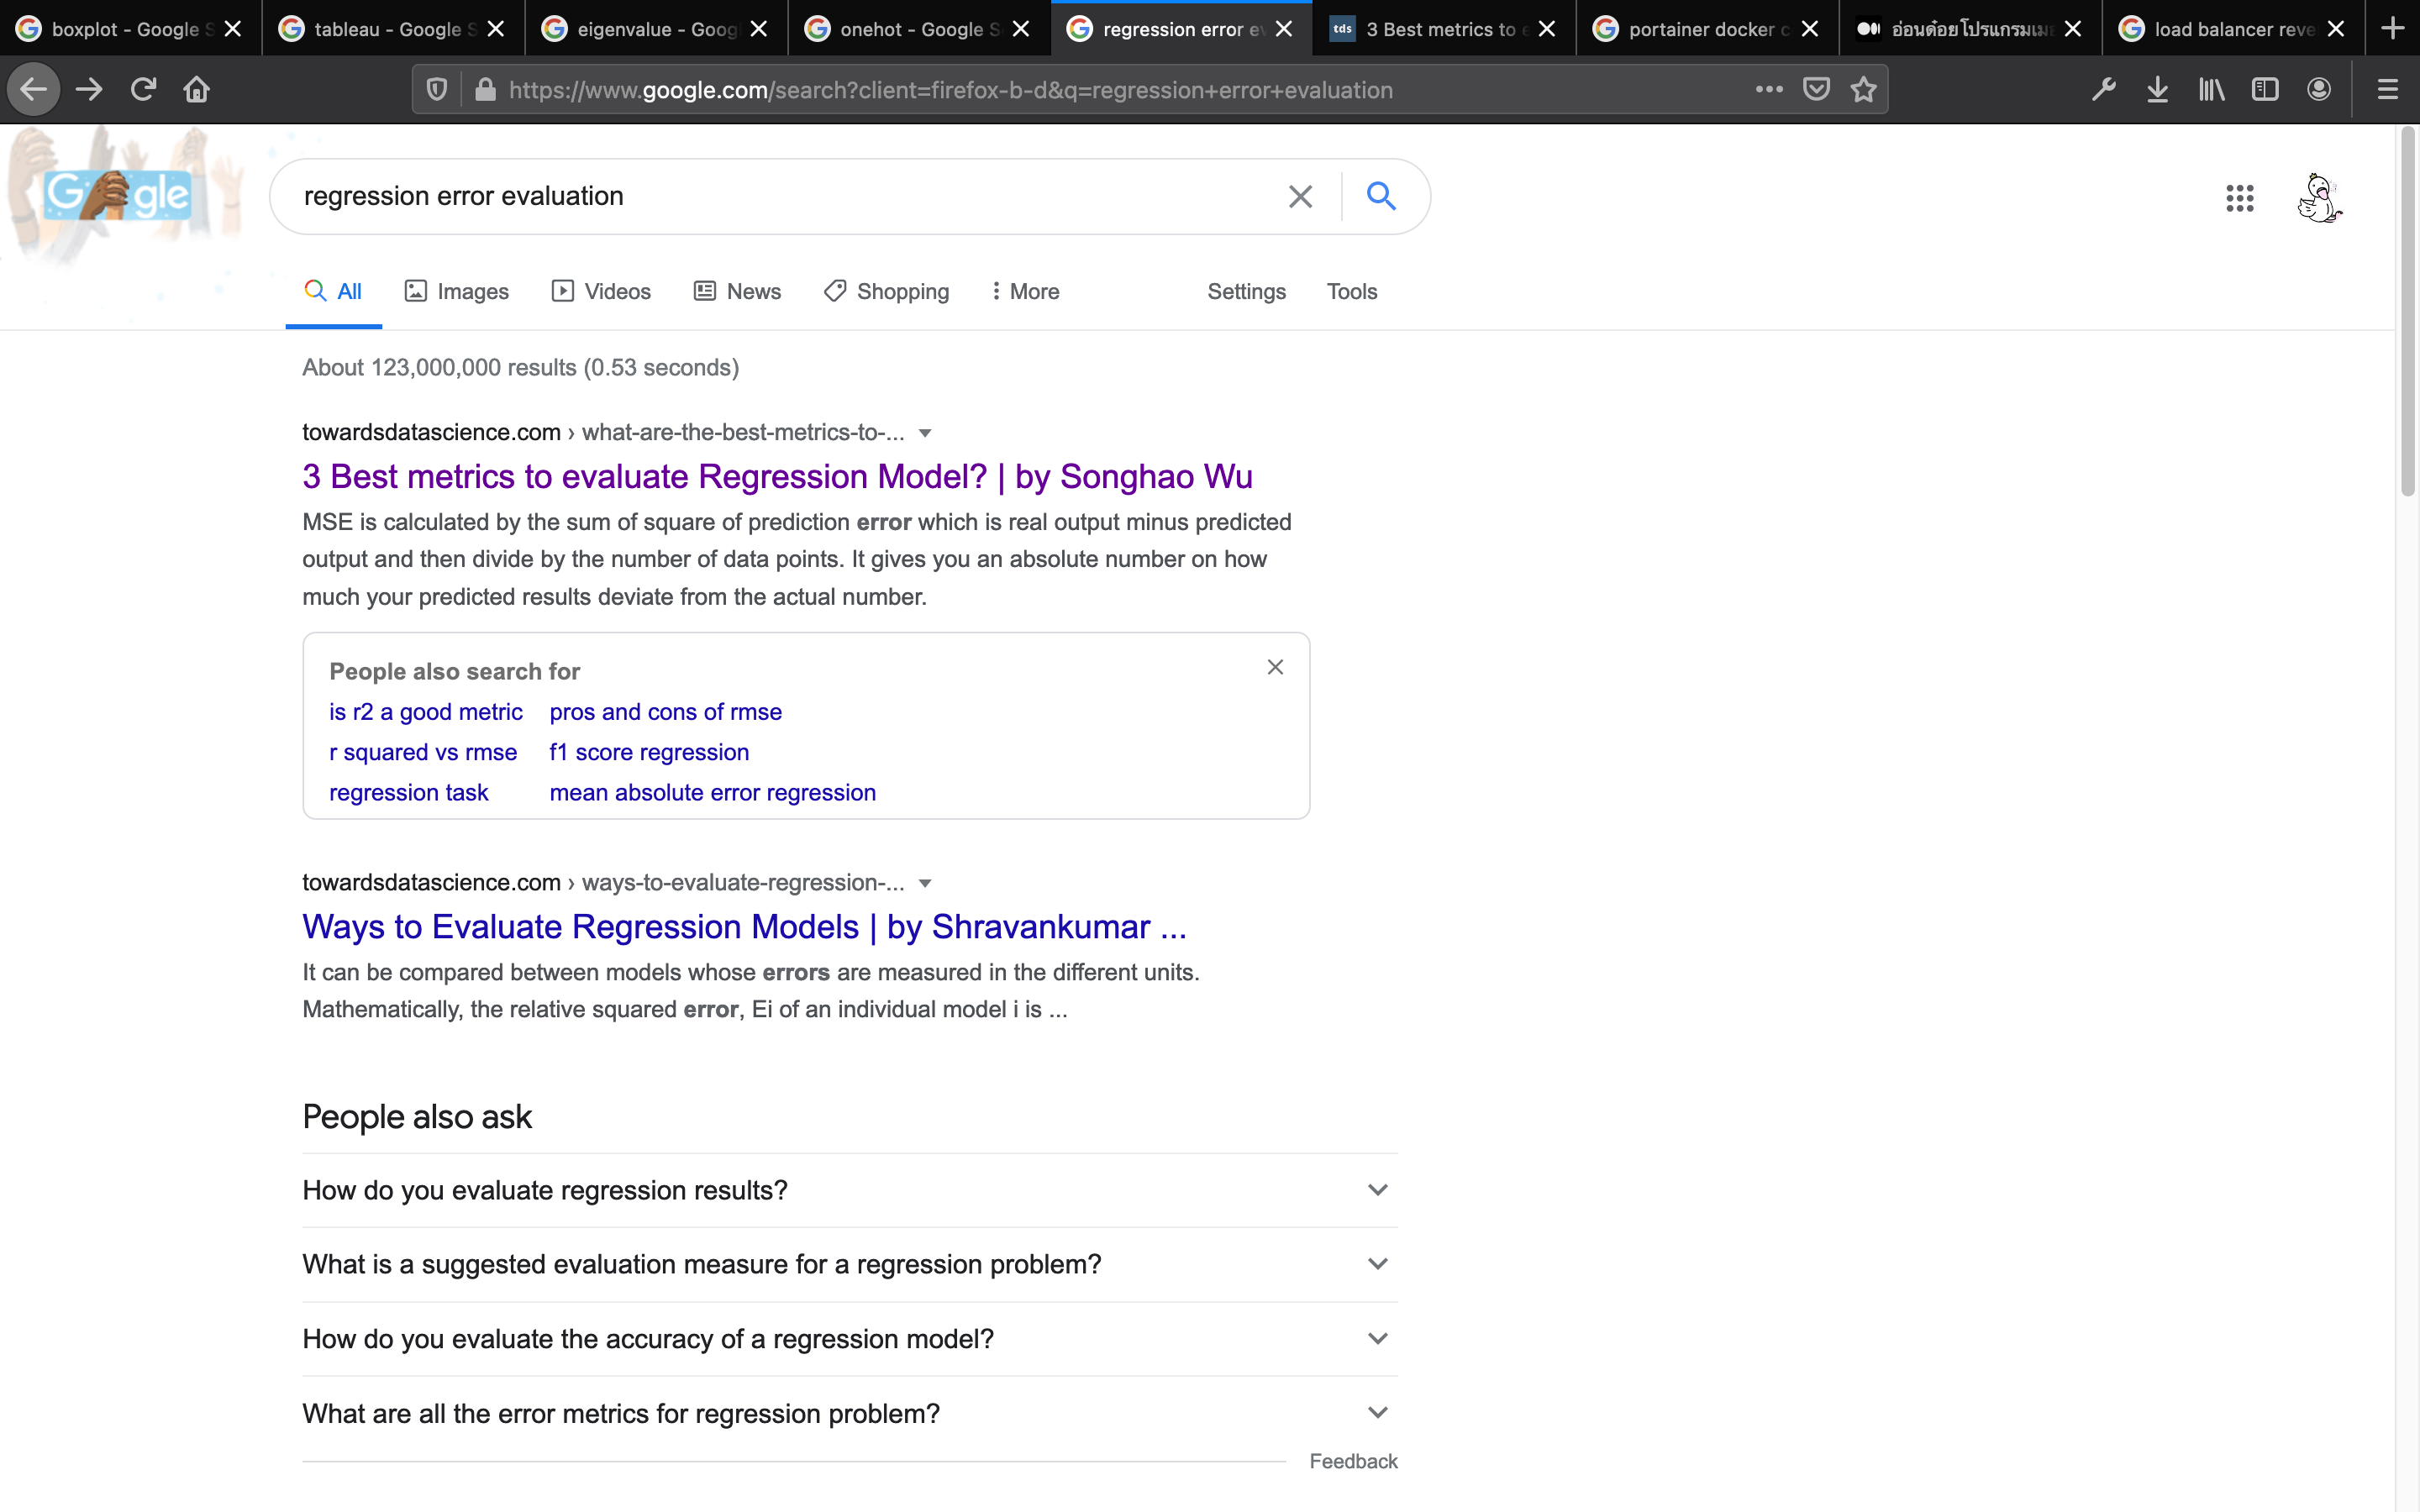 boxplot - Google S
tableau - Google S
eigenvalue - Goog
onehot - Google S
regression error ev
tds
3 Best metrics to e
portainer docker c
อ่อนด๋อยโปรแกรมเม
load balancer reve
https://www.google.com/search?client=firefox-b-d&q=regression+error+evaluation
Google
regression error evaluation
All
Images
Videos
News
Shopping
More
Settings
Tools
About 123,000,000 results (0.53 seconds)
towardsdatascience.com › what-are-the-best-metrics-to-...
3 Best metrics to evaluate Regression Model? | by Songhao Wu
MSE is calculated by the sum of square of prediction error which is real output minus predicted
output and then divide by the number of data points. It gives you an absolute number on how
much your predicted results deviate from the actual number.
People also search for
is r2 a good metric
pros and cons of rmse
r squared vs rmse
f1 score regression
regression task
mean absolute error regression
towardsdatascience.com › ways-to-evaluate-regression-...
Ways to Evaluate Regression Models | by Shravankumar ...
It can be compared between models whose errors are measured in the different units.
Mathematically, the relative squared error, Ei of an individual model i is ...
People also ask
How do you evaluate regression results?
What is a suggested evaluation measure for a regression problem?
How do you evaluate the accuracy of a regression model?
What are all the error metrics for regression problem?
Feedback